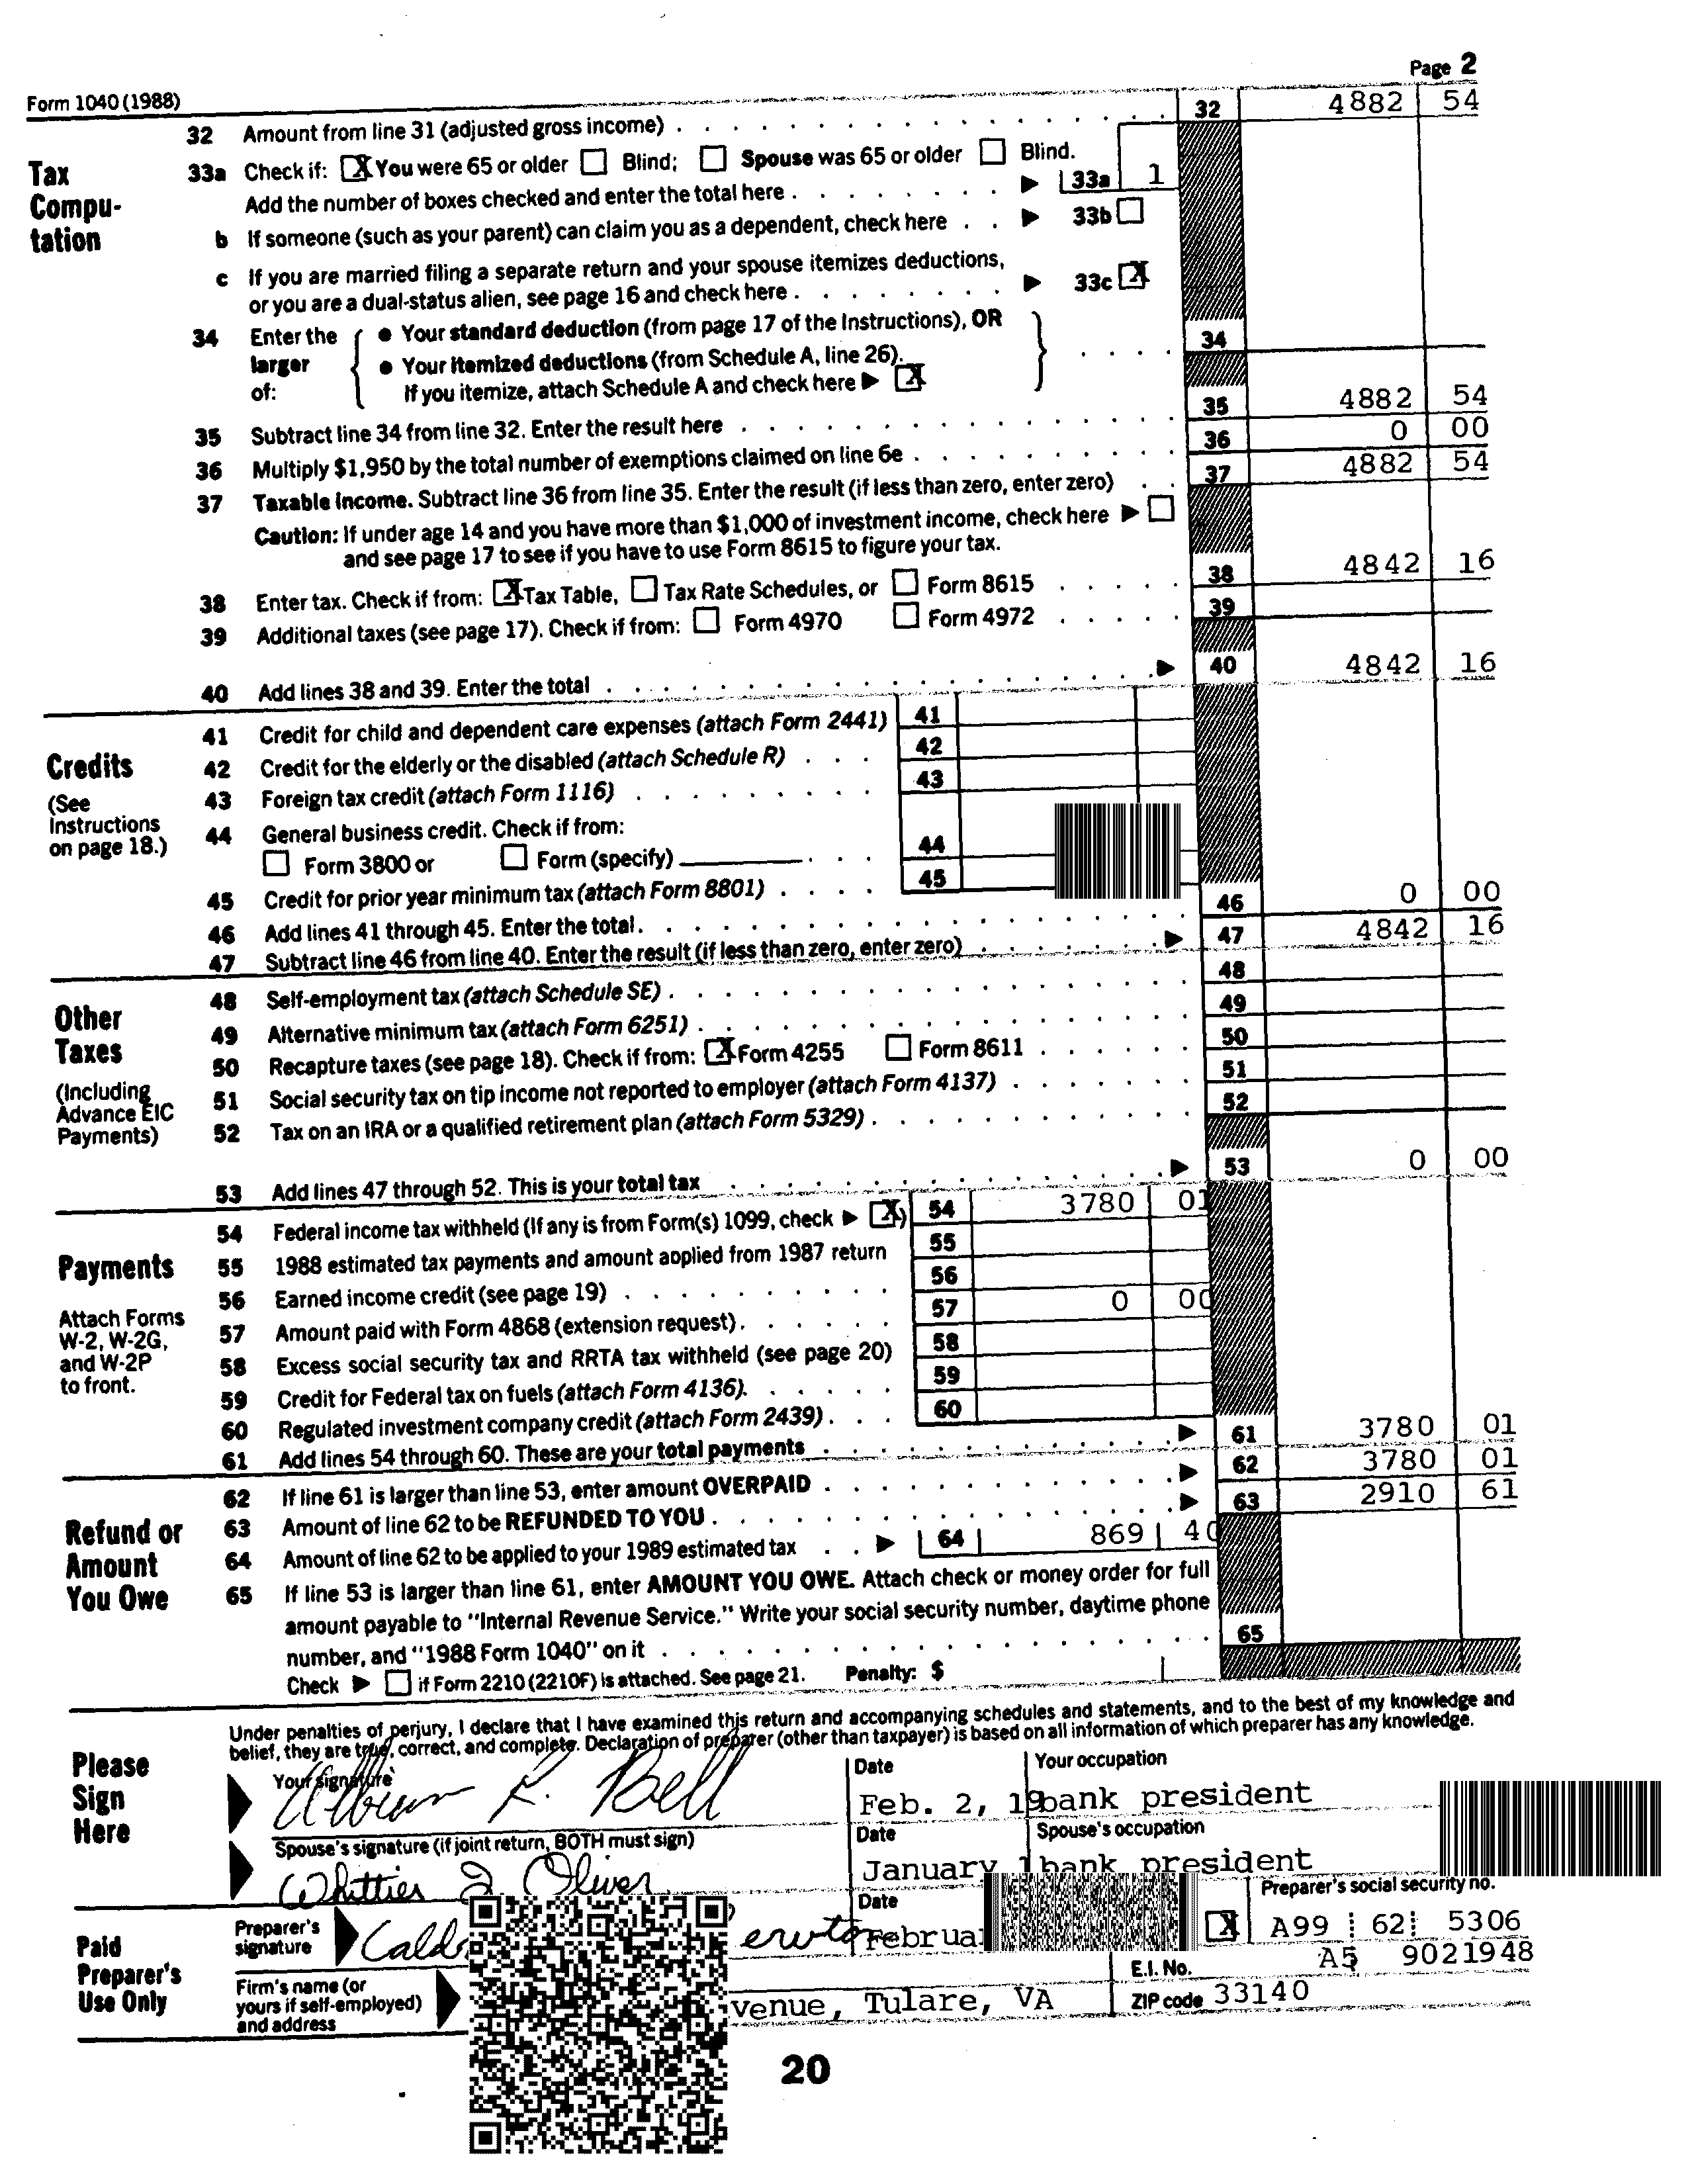 Page 2
Form 1040 (1988)
32 Amount from line 31 (adjusted gross income) 32 4882 54
Tax Compu- tation
33a Check if: X You were 65 or older Blind; Spouse was 65 or older Blind.
Add the number of boxes checked and enter the total here 33a 1
b If someone (such as your parent) can claim you as a dependent, check here 33b
c If you are married filing a separate return and your spouse itemizes deductions,
or you are a dual-status alien, see page 16 and check here 33c X
34 Enter the larger of:
• Your standard deduction (from page 17 of the Instructions), OR
• Your itemized deductions (from Schedule A, line 26).
If you itemize, attach Schedule A and check here X
34
35 Subtract line 34 from line 32. Enter the result here 35 4882 54
36 Multiply $1,950 by the total number of exemptions claimed on line 6e 36 0 00
37 Taxable income. Subtract line 36 from line 35. Enter the result (if less than zero, enter zero) 37 4882 54
Caution: If under age 14 and you have more than $1,000 of investment income, check here
and see page 17 to see if you have to use Form 8615 to figure your tax.
38 Enter tax. Check if from: X Tax Table, Tax Rate Schedules, or Form 8615 38 4842 16
39 Additional taxes (see page 17). Check if from: Form 4970 Form 4972 39
40 Add lines 38 and 39. Enter the total 40 4842 16
Credits
(See Instructions on page 18.)
41 Credit for child and dependent care expenses (attach Form 2441) 41
42 Credit for the elderly or the disabled (attach Schedule R) 42
43 Foreign tax credit (attach Form 1116) 43
44 General business credit. Check if from:
Form 3800 or Form (specify) 44
45 Credit for prior year minimum tax (attach Form 8801) 45
46 Add lines 41 through 45. Enter the total. 46 0 00
47 Subtract line 46 from line 40. Enter the result (if less than zero, enter zero) 47 4842 16
Other Taxes
(Including Advance EIC Payments)
48 Self-employment tax (attach Schedule SE) 48
49 Alternative minimum tax (attach Form 6251) 49
50 Recapture taxes (see page 18). Check if from: X Form 4255 Form 8611 50
51 Social security tax on tip income not reported to employer (attach Form 4137) 51
52 Tax on an IRA or a qualified retirement plan (attach Form 5329) 52
53 Add lines 47 through 52. This is your total tax 53 0 00
Payments
Attach Forms W-2, W-2G, and W-2P to front.
54 Federal income tax withheld (If any is from Form(s) 1099, check X) 54 3780 01
55 1988 estimated tax payments and amount applied from 1987 return 55
56 Earned income credit (see page 19) 56
57 Amount paid with Form 4868 (extension request). 57 0 00
58 Excess social security tax and RRTA tax withheld (see page 20) 58
59 Credit for Federal tax on fuels (attach Form 4136). 59
60 Regulated investment company credit (attach Form 2439) 60
61 Add lines 54 through 60. These are your total payments 61 3780 01
Refund or Amount You Owe
62 If line 61 is larger than line 53, enter amount OVERPAID 62 3780 01
63 Amount of line 62 to be REFUNDED TO YOU 63 2910 61
64 Amount of line 62 to be applied to your 1989 estimated tax 64 869 40
65 If line 53 is larger than line 61, enter AMOUNT YOU OWE. Attach check or money order for full
amount payable to "Internal Revenue Service." Write your social security number, daytime phone
number, and "1988 Form 1040" on it 65
Check if Form 2210 (2210F) is attached. See page 21. Penalty: $
Please Sign Here
Under penalties of perjury, I declare that I have examined this return and accompanying schedules and statements, and to the best of my knowledge and
belief, they are true, correct, and complete. Declaration of preparer (other than taxpayer) is based on all information of which preparer has any knowledge.
Your signature Date Your occupation
R. Bell Feb. 2, 19 bank president
Spouse's signature (if joint return, BOTH must sign) Date Spouse's occupation
Whittier J Oliver January bank president
Paid Preparer's Use Only
Preparer's signature Date Preparer's social security no.
X A99 62 5306
Firm's name (or yours if self-employed) and address
E.I. No. A5 9021948
venue, Tulare, VA ZIP code 33140
20